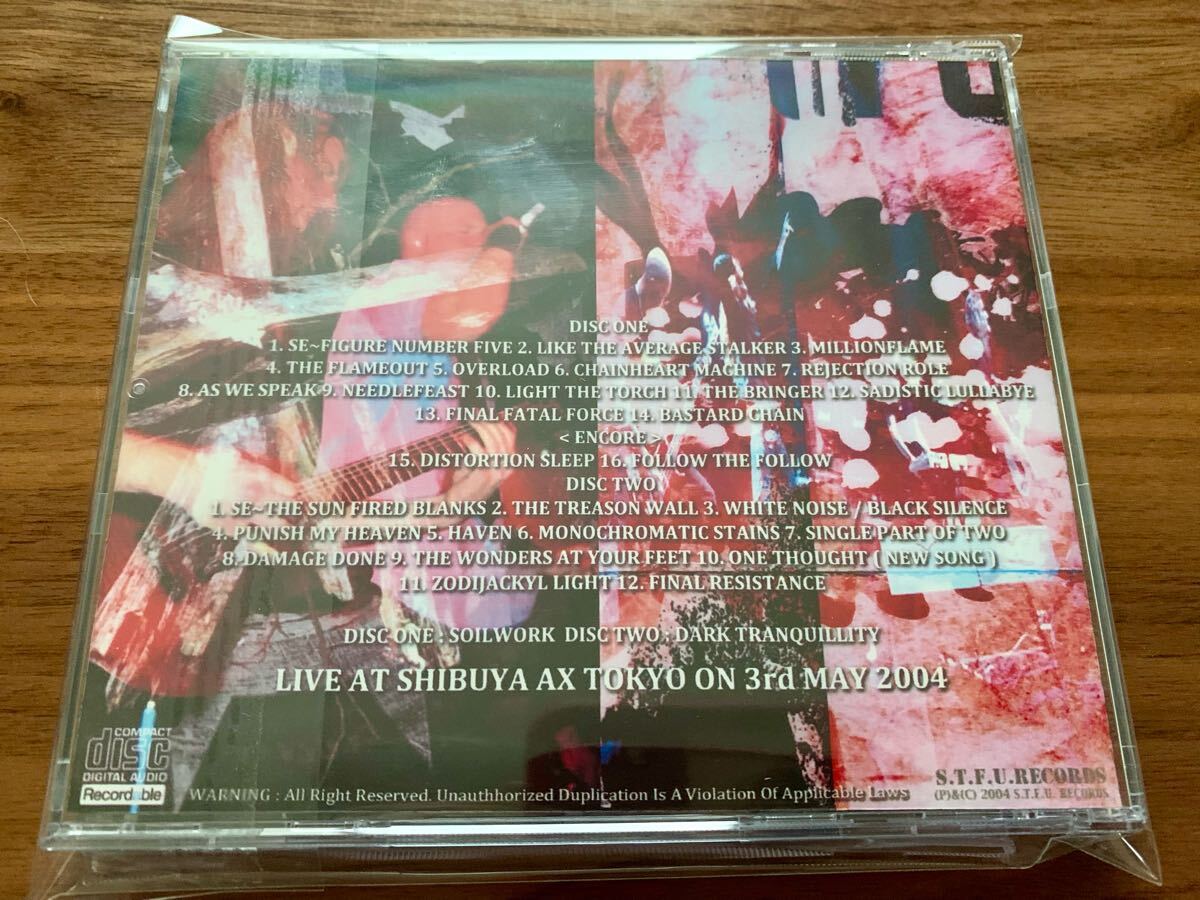 DISC ONE
1. SE~FIGURE NUMBER FIVE 2. LIKE THE AVERAGE STALKER 3. MILLIONFLAME
4. THE FLAMEOUT 5. OVERLOAD 6. CHAINHEART MACHINE 7. REJECTION ROLE
8. AS WE SPEAK 9. NEEDLEFEAST 10. LIGHT THE TORCH 11. THE BRINGER 12. SADISTIC LULLABYE
13. FINAL FATAL FORCE 14. BASTARD CHAIN
< ENCORE >
15. DISTORTION SLEEP 16. FOLLOW THE FOLLOW
DISC TWO
1. SE~THE SUN FIRED BLANKS 2. THE TREASON WALL 3. WHITE NOISE / BLACK SILENCE
4. PUNISH MY HEAVEN 5. HAVEN 6. MONOCHROMATIC STAINS 7. SINGLE PART OF TWO
8. DAMAGE DONE 9. THE WONDERS AT YOUR FEET 10. ONE THOUGHT ( NEW SONG )
11. ZODIJACKYL LIGHT 12. FINAL RESISTANCE
DISC ONE : SOILWORK DISC TWO : DARK TRANQUILLITY
LIVE AT SHIBUYA AX TOKYO ON 3rd MAY 2004
COMPACT
disc
DIGITAL AUDIO
Recordable
WARNING : All Right Reserved. Unauthhorized Duplication Is A Violation Of Applicable Laws
S.T.F.U.RECORDS
(P)&(C) 2004 S.T.F.U. RECORDS